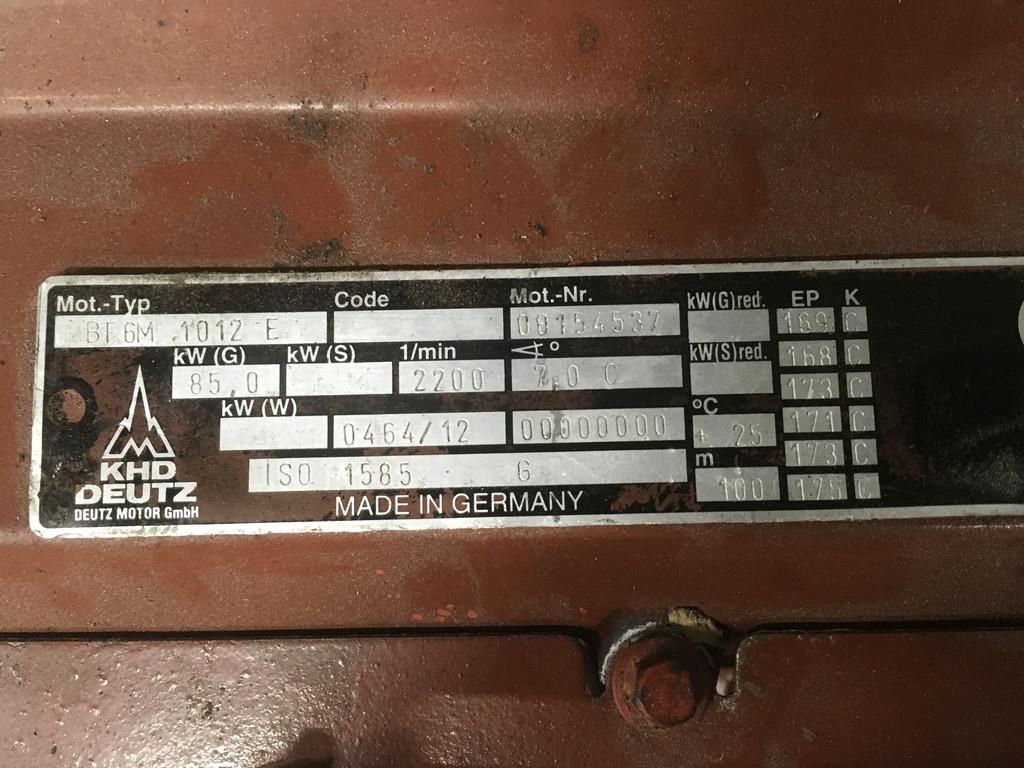 Mot.-Typ Code Mot.-Nr. kW(G)red. EP K
BF6M 1012 E 08154537 169 C
kW (G) kW (S) 1/min ∢° kW(S)red. 168 C
85,0 2200 7,0 C 173 C
kW (W) °C
0464/12 00000000 + 25 171 C
m 173 C
ISO 1585 G 100 175 C
KHD
DEUTZ
DEUTZ MOTOR GmbH
MADE IN GERMANY